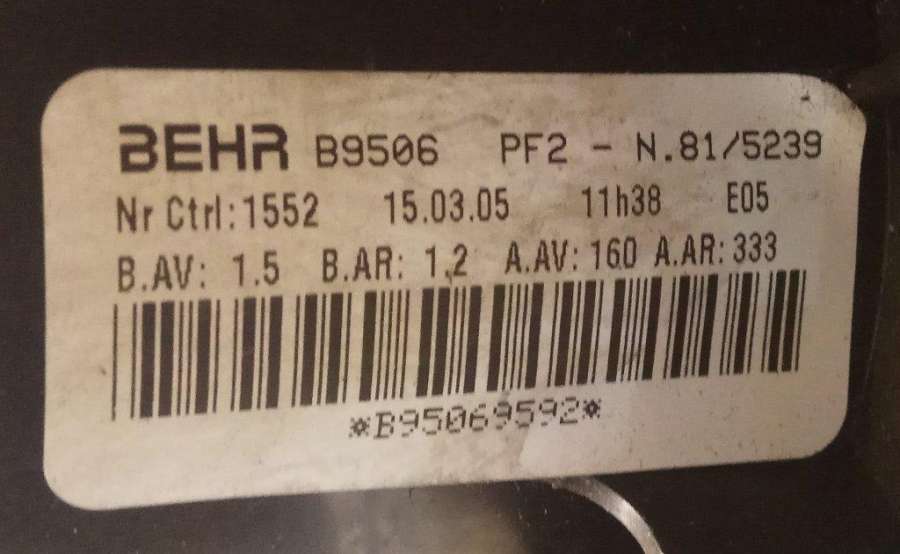 BEHR B9506 PF2 - N.81/5239
Nr Ctrl:1552 15.03.05 11h38 E05
B.AV: 1.5 B.AR: 1,2 A.AV: 160 A.AR: 333
*B95069592*